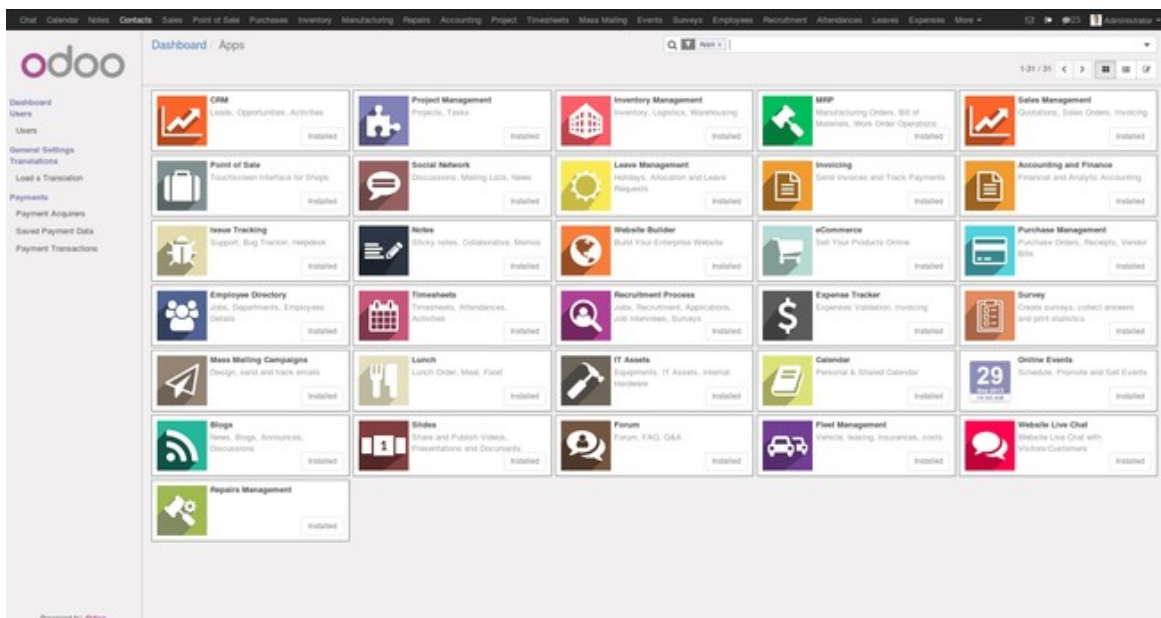 Chat Calendar Notes Contacts Sales Point of Sale Purchases Inventory Manufacturing Repairs Accounting Project Timesheets Mass Mailing Events Surveys Employees Recruitment Attendances Leaves Expenses More 25 Administrator
odoo
Dashboard / Apps
Apps x
1-31 / 31
Dashboard
Users
Users
General Settings
Translations
Load a Translation
Payments
Payment Acquirers
Saved Payment Data
Payment Transactions
CRM
Leads, Opportunities, Activities
Installed
Project Management
Projects, Tasks
Installed
Inventory Management
Inventory, Logistics, Warehousing
Installed
MRP
Manufacturing Orders, Bill of
Materials, Work Order Operations
Installed
Sales Management
Quotations, Sales Orders, Invoicing
Installed
Point of Sale
Touchscreen Interface for Shops
Installed
Social Network
Discussions, Mailing Lists, News
Installed
Leave Management
Holidays, Allocation and Leave
Requests
Installed
Invoicing
Send Invoices and Track Payments
Installed
Accounting and Finance
Financial and Analytic Accounting
Installed
Issue Tracking
Support, Bug Tracker, Helpdesk
Installed
Notes
Sticky notes, Collaborative, Memos
Installed
Website Builder
Build Your Enterprise Website
Installed
eCommerce
Sell Your Products Online
Installed
Purchase Management
Purchase Orders, Receipts, Vendor
Bills
Installed
Employee Directory
Jobs, Departments, Employees
Details
Installed
Timesheets
Timesheets, Attendances,
Activities
Installed
Recruitment Process
Jobs, Recruitment, Applications,
Job Interviews, Surveys
Installed
Expense Tracker
Expenses Validation, Invoicing
Installed
Survey
Create surveys, collect answers
and print statistics
Installed
Mass Mailing Campaigns
Design, send and track emails
Installed
Lunch
Lunch Order, Meal, Food
Installed
IT Assets
Equipments, IT Assets, Internal
Hardware
Installed
Calendar
Personal & Shared Calendar
Installed
29
Online Events
Schedule, Promote and Sell Events
Installed
Blogs
News, Blogs, Announces,
Discussions
Installed
1
Slides
Share and Publish Videos,
Presentations and Documents
Installed
Forum
Forum, FAQ, Q&A
Installed
Fleet Management
Vehicle, leasing, insurances, costs
Installed
Website Live Chat
Website Live Chat with
Visitors/Customers
Installed
Repairs Management
Installed
Powered by Odoo